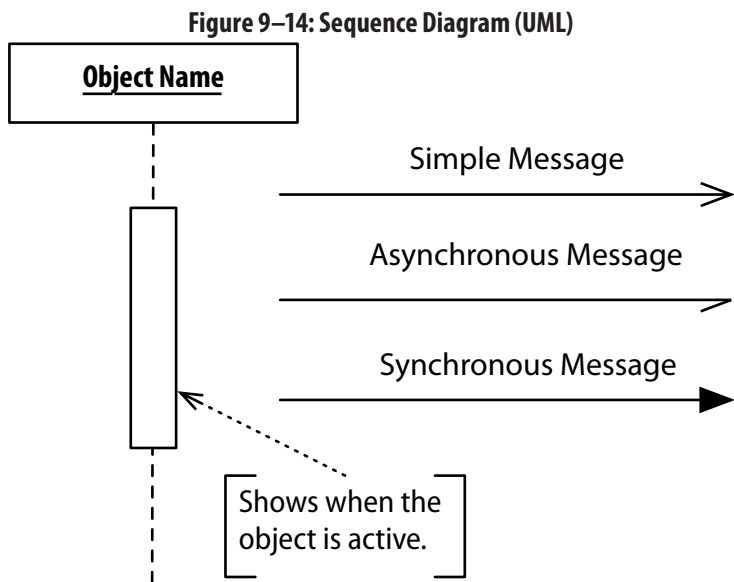 Figure 9–14: Sequence Diagram (UML)
Object Name
Simple Message
Asynchronous Message
Synchronous Message
Shows when the
object is active.